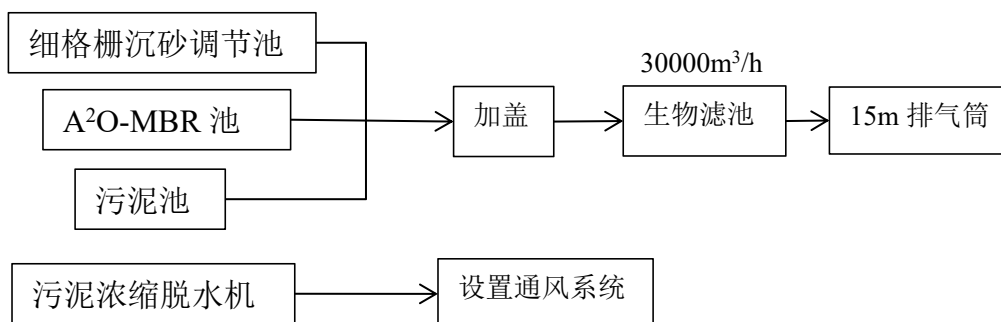 细格栅沉砂调节池
A²O-MBR 池
污泥池
加盖
30000m³/h
生物滤池
15m 排气筒
污泥浓缩脱水机
设置通风系统